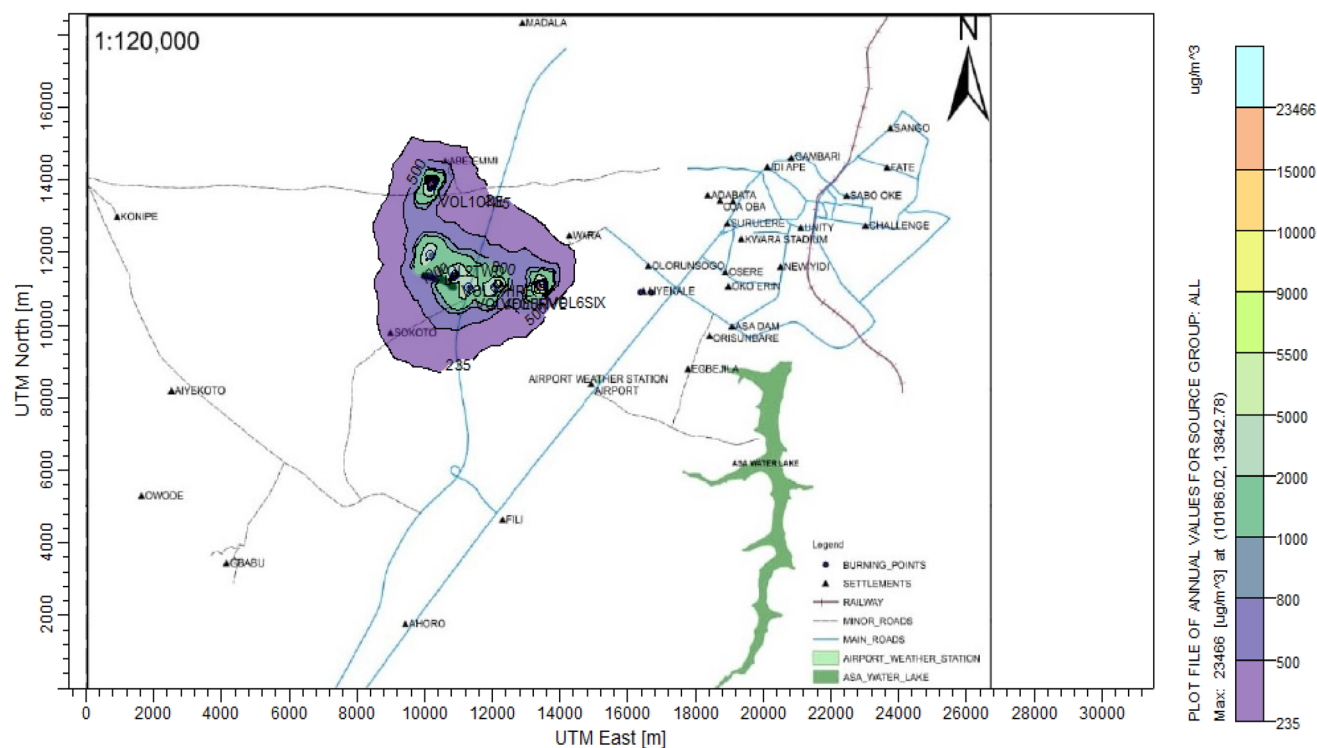 1:120,000
N
MADALA
SANGO
GAMBARI
IDI APE
FATE
ABETEMMI
500
ADABATA
SABO OKE
OJA OBA
KONIPE
SURULERE
CHALLENGE
UNITY
WARA
KWARA STADIUM
OLORUNSOGO
OSERE
NEW YIDI
AIYEKALE
OKO ERIN
VOL6SIX
500
SOKOTO
ASA DAM
ORISUNBARE
235
EGBEJILA
AIRPORT WEATHER STATION
AIRPORT
AIYEKOTO
ASA WATER LAKE
OWODE
FILI
GBABU
AHORO
Legend
BURNING_POINTS
SETTLEMENTS
RAILWAY
MINOR_ROADS
MAIN_ROADS
AIRPORT_WEATHER_STATION
ASA_WATER_LAKE
UTM North [m]
16000
14000
12000
10000
8000
6000
4000
2000
0 2000 4000 6000 8000 10000 12000 14000 16000 18000 20000 22000 24000 26000 28000 30000
UTM East [m]
PLOT FILE OF ANNUAL VALUES FOR SOURCE GROUP: ALL
ug/m^3
Max: 23466 [ug/m^3] at (10186.02,13842.78)
23466
15000
10000
9000
5500
5000
2000
1000
800
500
235